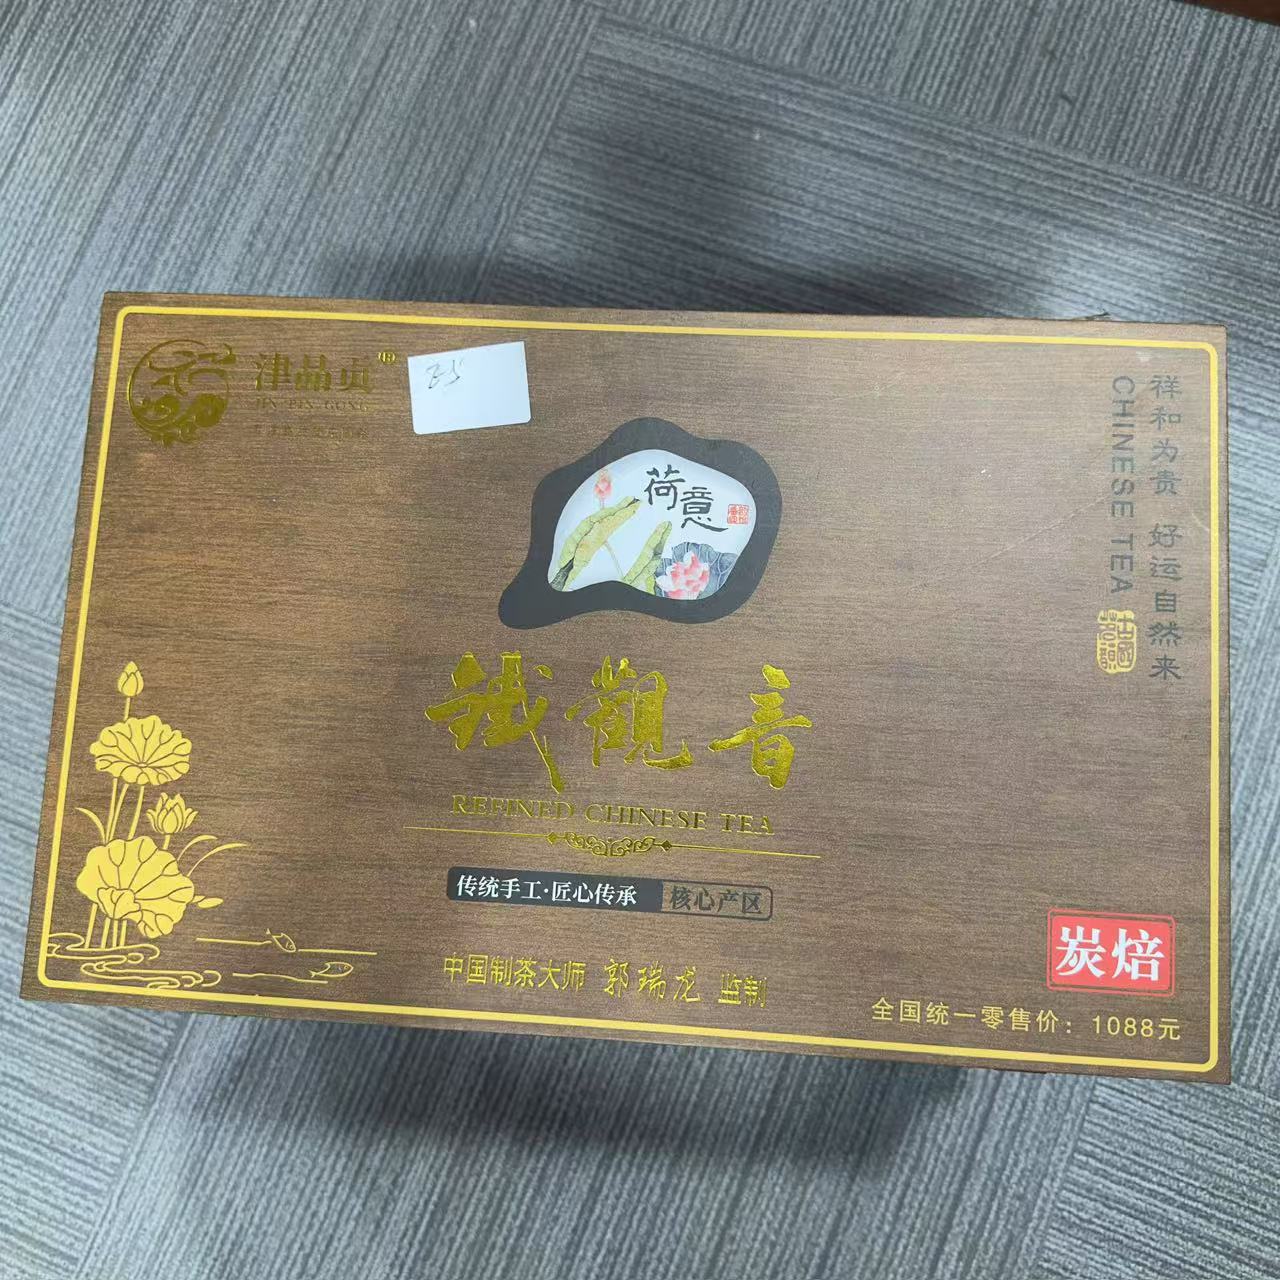 津品贡
JIN PIN GONG
荷意
祥和为贵 好运自然来
CHINESE TEA
鐵觀音
REFINED CHINESE TEA
传统手工·匠心传承 核心产区
中国制茶大师 郭瑞龙 监制
炭焙
全国统一零售价：1088元